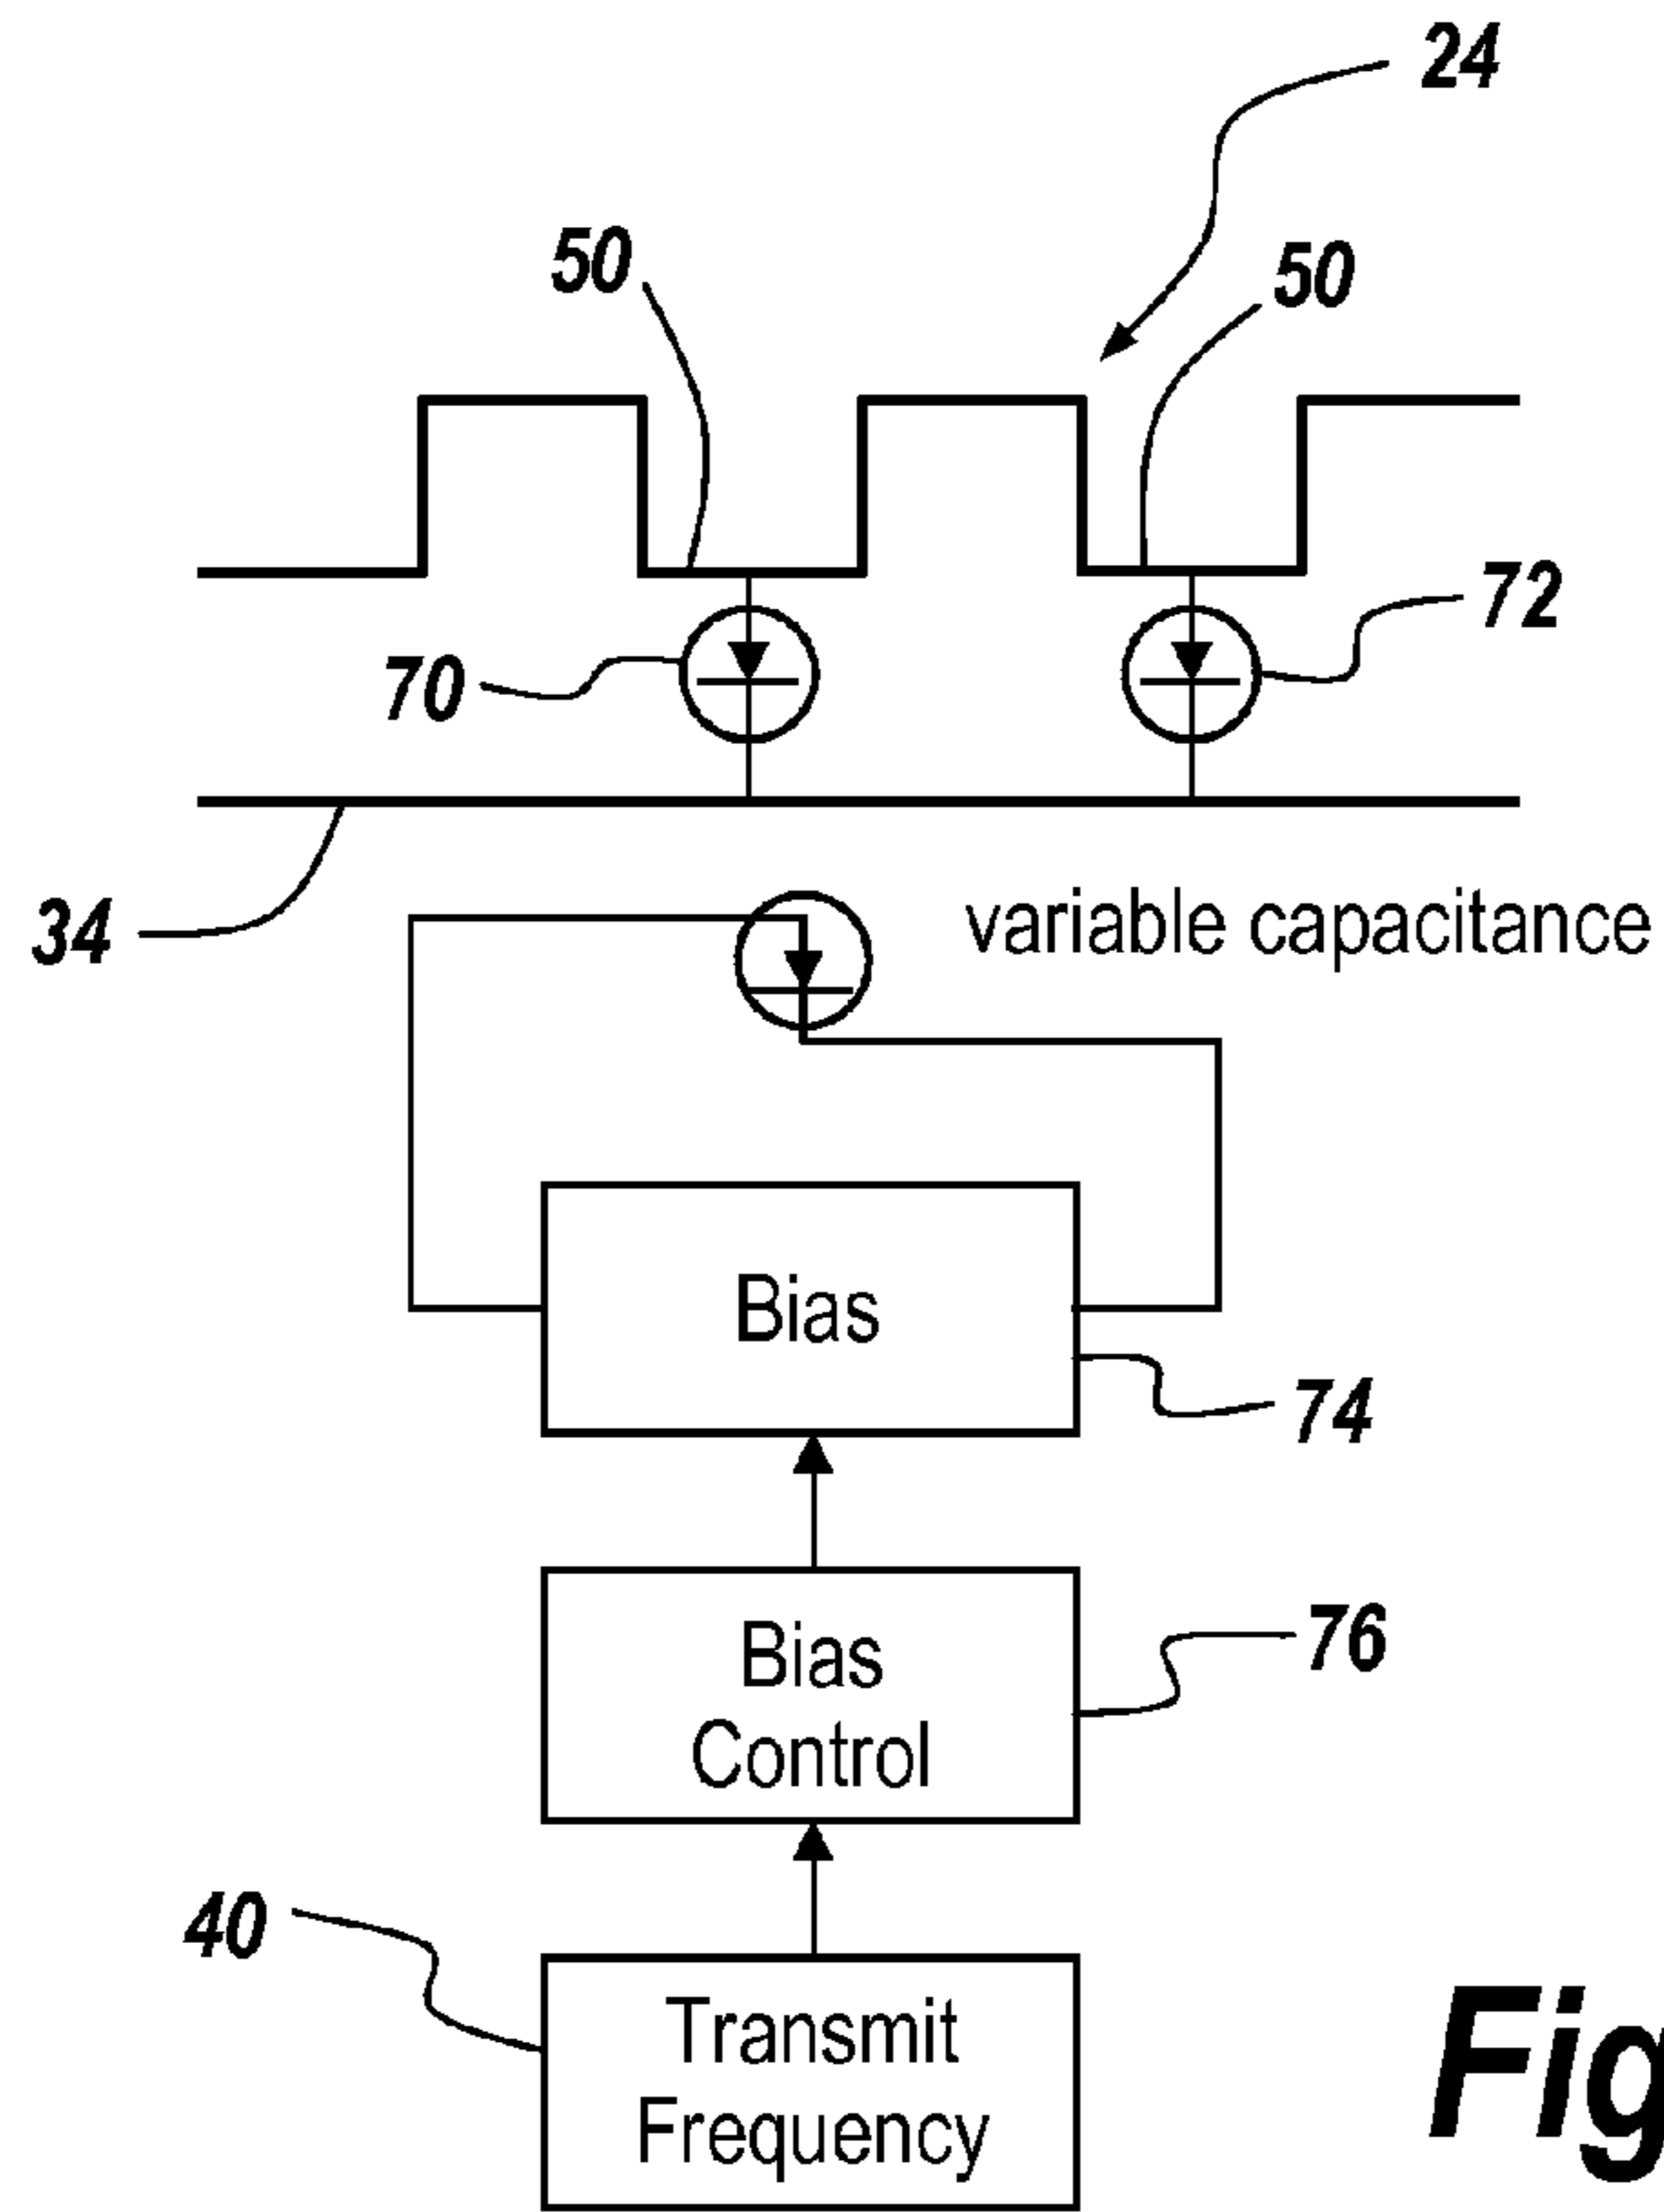 24
50
50
72
70
34
variable capacitance
Bias
74
Bias
Control
76
40
Transmit
Frequency
Fig